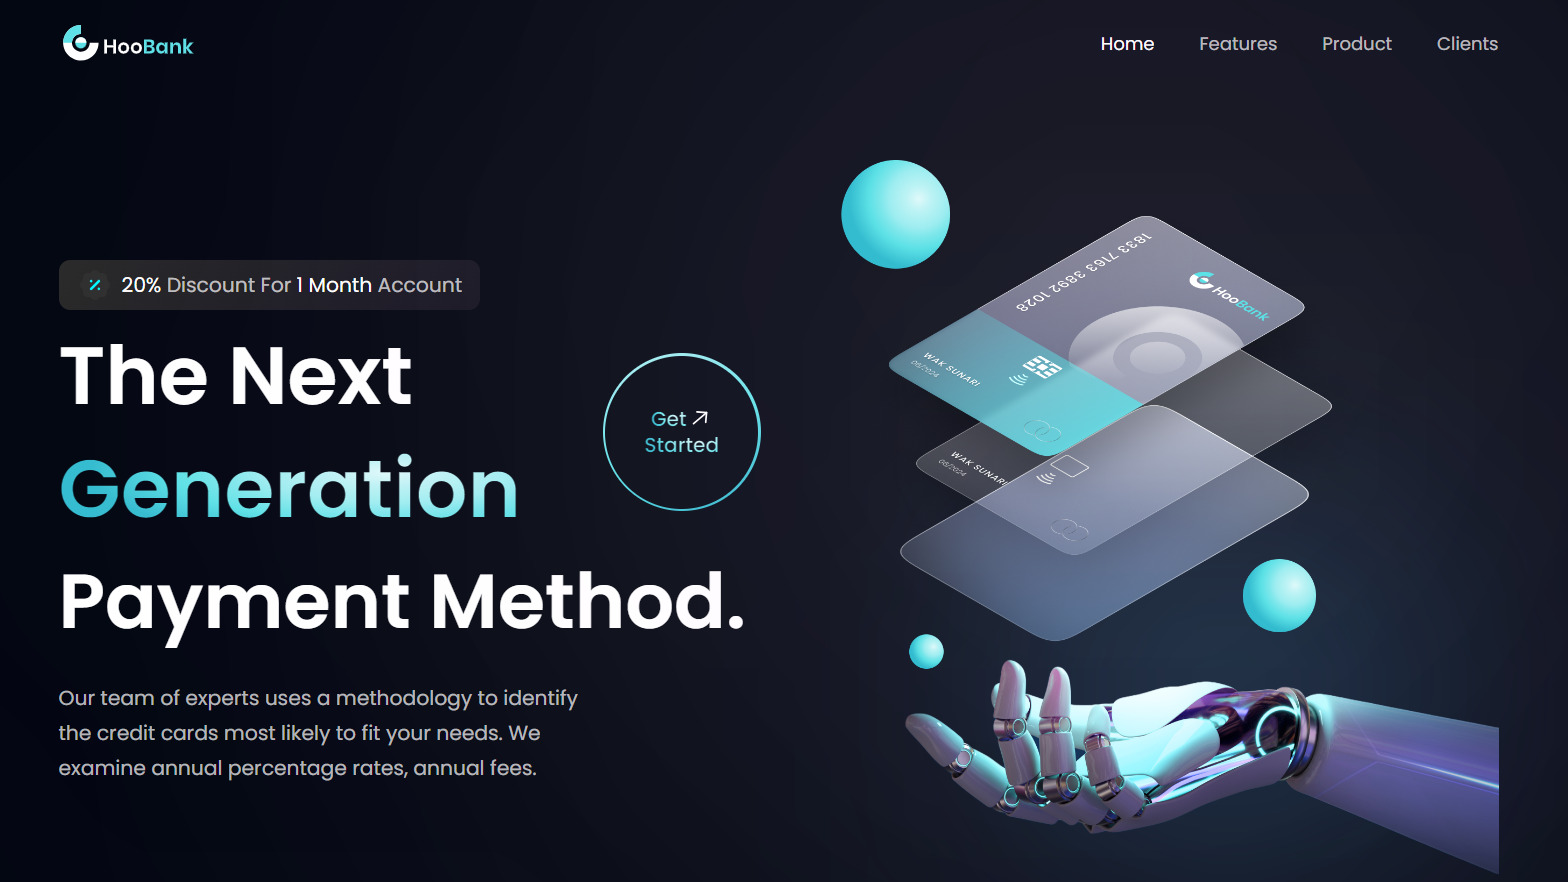 HooBank
Home
Features
Product
Clients
20% Discount For 1 Month Account
The Next
Generation
Payment Method.
Get
Started
Our team of experts uses a methodology to identify
the credit cards most likely to fit your needs. We
examine annual percentage rates, annual fees.
1833 7163 3892 1028
HooBank
WAK SUNARI
08/2024
WAK SUNARI
08/2024